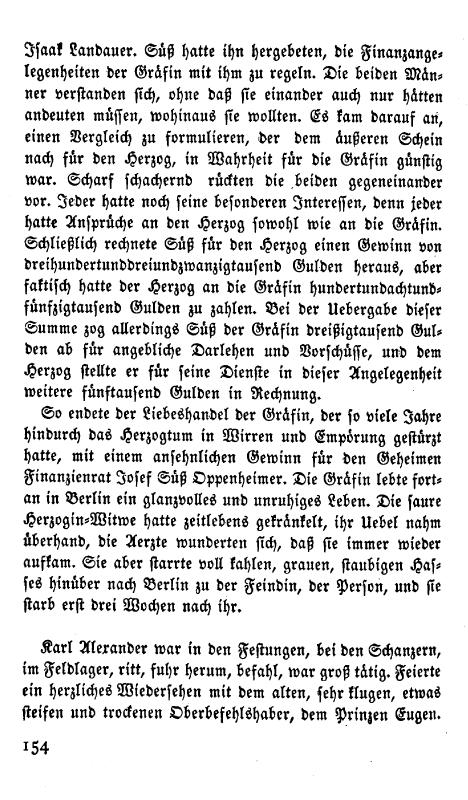 Isaak Landauer. Süß hatte ihn hergebeten, die Finanzange-
legenheiten der Gräfin mit ihm zu regeln. Die beiden Män-
ner verstanden sich, ohne daß sie einander auch nur hätten
andeuten müssen, wohinaus sie wollten. Es kam darauf an,
einen Vergleich zu formulieren, der dem äußeren Schein
nach für den Herzog, in Wahrheit für die Gräfin günstig
war. Scharf schachernd rückten die beiden gegeneinander
vor. Jeder hatte noch seine besonderen Interessen, denn jeder
hatte Ansprüche an den Herzog sowohl wie an die Gräfin.
Schließlich rechnete Süß für den Herzog einen Gewinn von
dreihundertunddreiundzwanzigtausend Gulden heraus, aber
faktisch hatte der Herzog an die Gräfin hundertundachtund-
fünfzigtausend Gulden zu zahlen. Bei der Uebergabe dieser
Summe zog allerdings Süß der Gräfin dreißigtausend Gul-
den ab für angebliche Darlehen und Vorschüsse, und dem
Herzog stellte er für seine Dienste in dieser Angelegenheit
weitere fünftausend Gulden in Rechnung.
So endete der Liebeshandel der Gräfin, der so viele Jahre
hindurch das Herzogtum in Wirren und Empörung gestürzt
hatte, mit einem ansehnlichen Gewinn für den Geheimen
Finanzienrat Josef Süß Oppenheimer. Die Gräfin lebte fort-
an in Berlin ein glanzvolles und unruhiges Leben. Die saure
Herzogin-Witwe hatte zeitlebens gekränkelt, ihr Uebel nahm
überhand, die Aerzte wunderten sich, daß sie immer wieder
aufkam. Sie aber starrte voll kahlen, grauen, staubigen Has-
ses hinüber nach Berlin zu der Feindin, der Person, und sie
starb erst drei Wochen nach ihr.
Karl Alexander war in den Festungen, bei den Schanzern,
im Feldlager, ritt, fuhr herum, befahl, war groß tätig. Feierte
ein herzliches Wiedersehen mit dem alten, sehr klugen, etwas
steifen und trockenen Oberbefehlshaber, dem Prinzen Eugen.
154